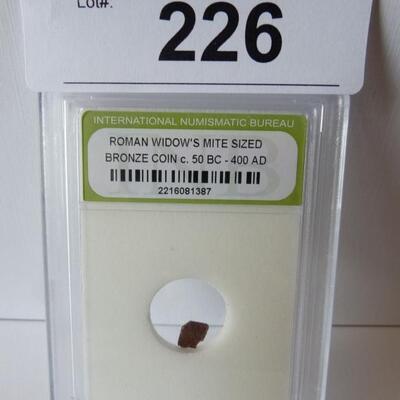 Lot#:
226
INTERNATIONAL NUMISMATIC BUREAU
ROMAN WIDOW'S MITE SIZED
BRONZE COIN c. 50 BC - 400 AD
2216081387